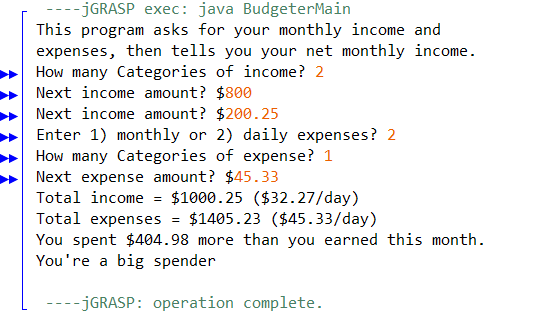 ----jGRASP exec: java BudgeterMain
This program asks for your monthly income and
expenses, then tells you your net monthly income.
How many Categories of income? 2
Next income amount? $800
Next income amount? $200.25
Enter 1) monthly or 2) daily expenses? 2
How many Categories of expense? 1
Next expense amount? $45.33
Total income = $1000.25 ($32.27/day)
Total expenses = $1405.23 ($45.33/day)
You spent $404.98 more than you earned this month.
You're a big spender
----jGRASP: operation complete.